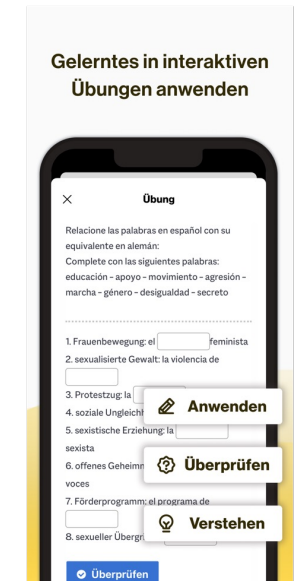 Gelerntes in interaktiven
Übungen anwenden
Übung
Relacione las palabras en español con su
equivalente en alemán:
Complete con las siguientes palabras:
educación – apoyo – movimiento – agresión –
marcha – género – desigualdad – secreto
1. Frauenbewegung: el feminista
2. sexualisierte Gewalt: la violencia de
3. Protestzug: la
Anwenden
4. soziale
5. sexistische Erziehung: la
sexista
6. offenes
Überprüfen
voces
7. Förderprogramm: el programa de
Verstehen
8. sexueller
Überprüfen